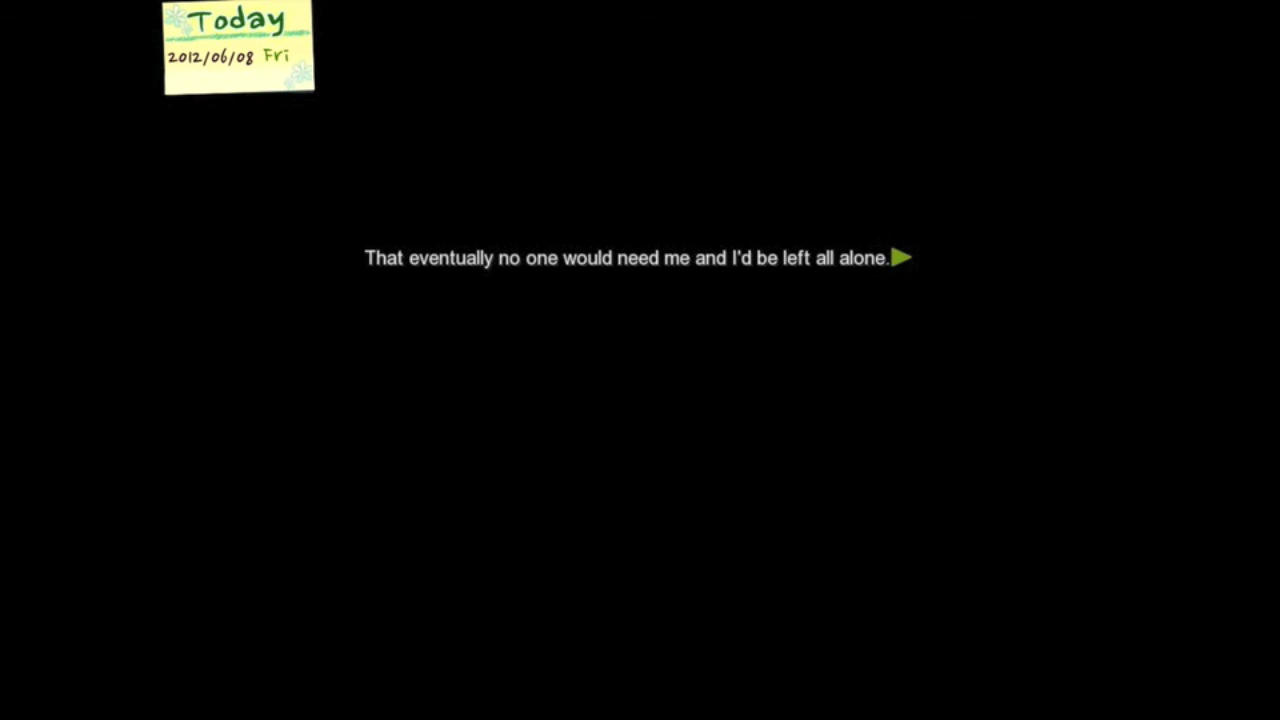 Today
2012/06/08 Fri
That eventually no one would need me and I'd be left all alone.